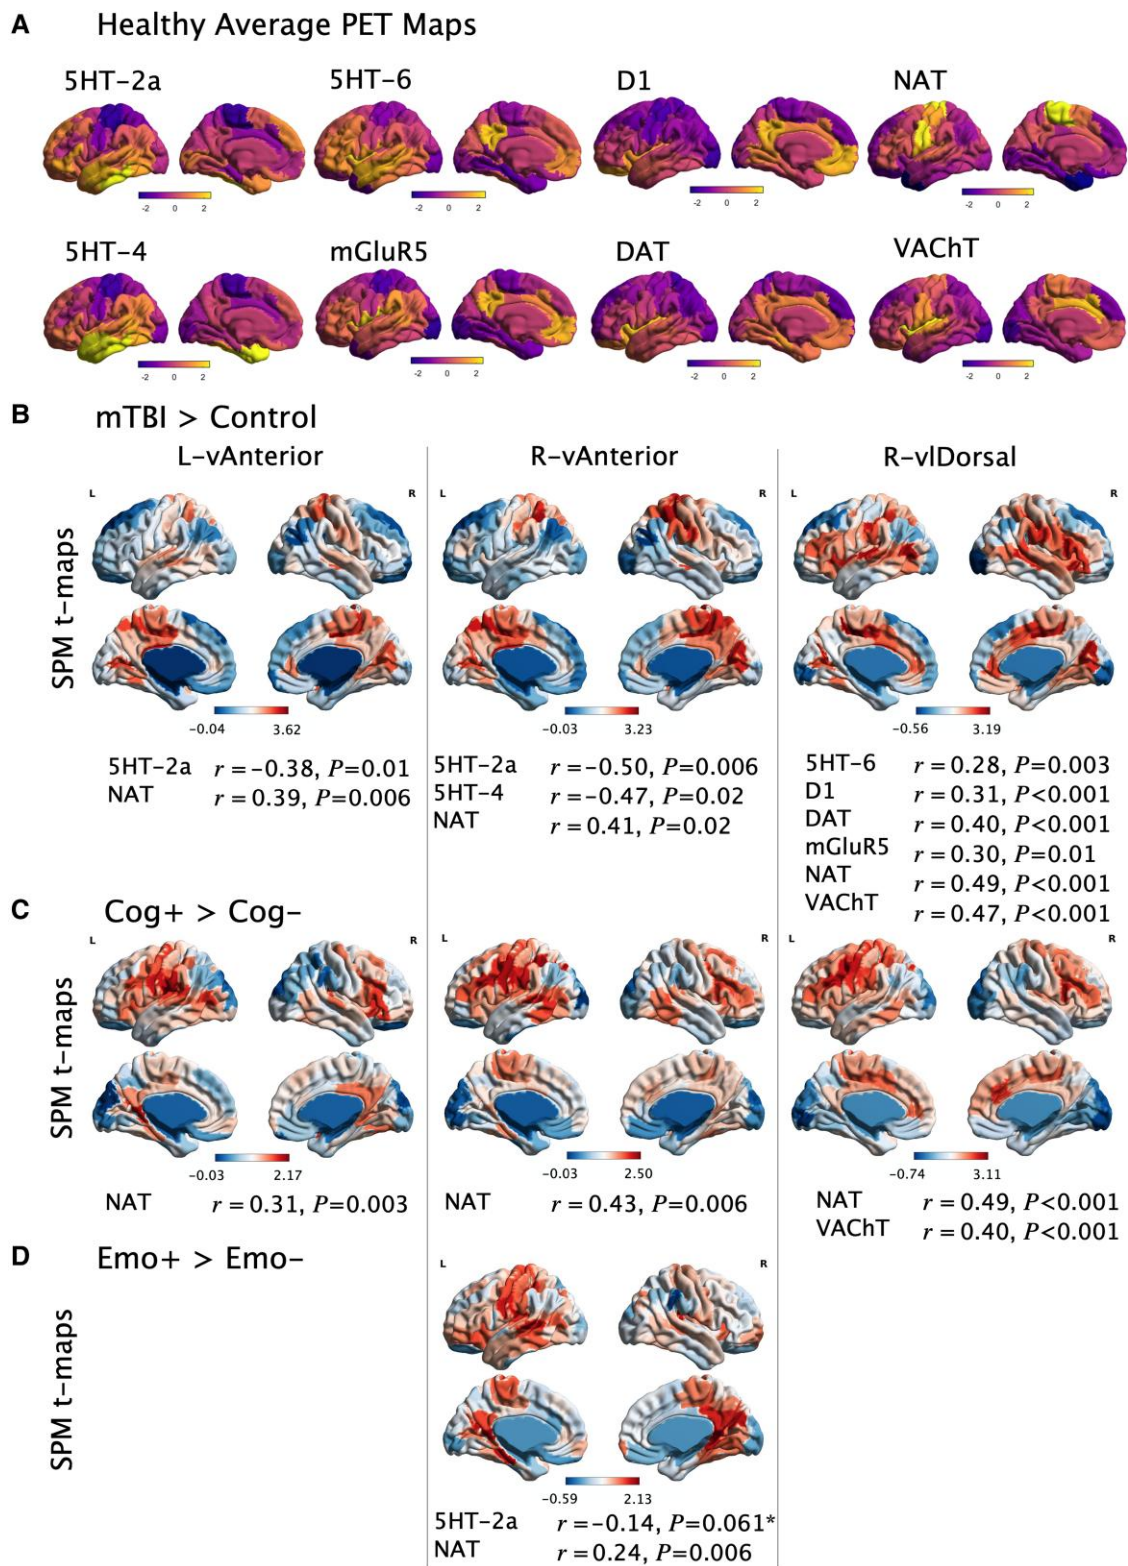 A Healthy Average PET Maps
5HT-2a 5HT-6 D1 NAT
-2 0 2 -2 0 2 -2 0 2 -2 0 2
5HT-4 mGluR5 DAT VAChT
-2 0 2 -2 0 2 -2 0 2 -2 0 2
B mTBI > Control
L-vAnterior R-vAnterior R-vlDorsal
L R L R L R
SPM t-maps
-0.04 3.62 -0.03 3.23 -0.56 3.19
5HT-2a r=-0.38, P=0.01
NAT r=0.39, P=0.006
5HT-2a r=-0.50, P=0.006
5HT-4 r=-0.47, P=0.02
NAT r=0.41, P=0.02
5HT-6 r=0.28, P=0.003
D1 r=0.31, P<0.001
DAT r=0.40, P<0.001
mGluR5 r=0.30, P=0.01
NAT r=0.49, P<0.001
VAChT r=0.47, P<0.001
C Cog+ > Cog-
L R L R L R
SPM t-maps
-0.03 2.17 -0.03 2.50 -0.74 3.11
NAT r=0.31, P=0.003
NAT r=0.43, P=0.006
NAT r=0.49, P<0.001
VAChT r=0.40, P<0.001
D Emo+ > Emo-
L R
SPM t-maps
-0.59 2.13
5HT-2a r=-0.14, P=0.061*
NAT r=0.24, P=0.006